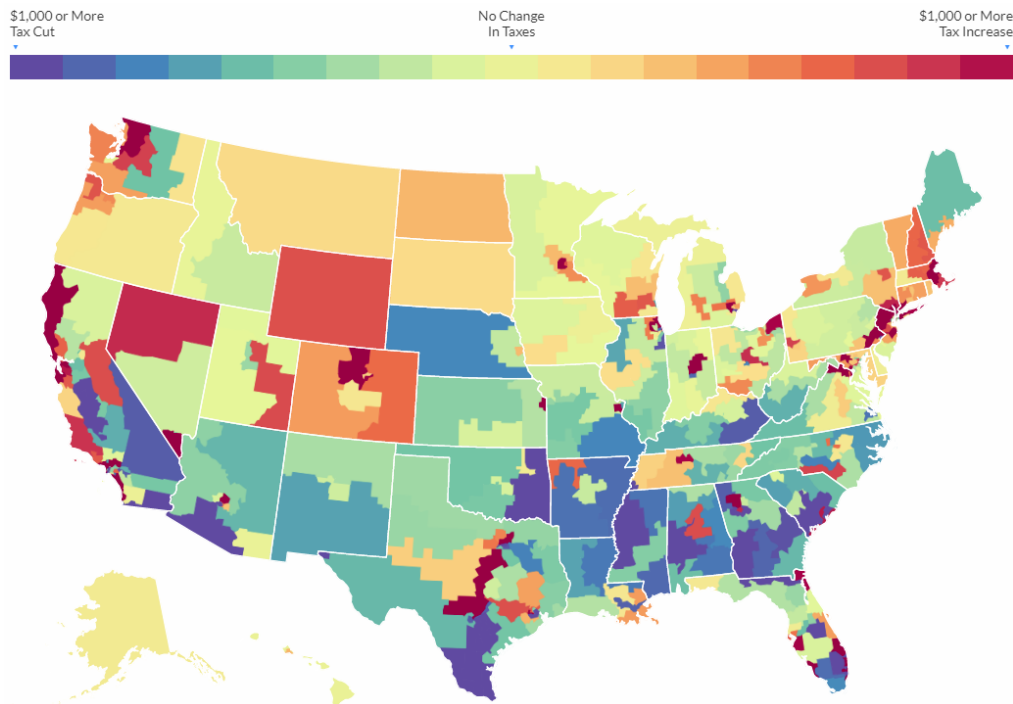 $1,000 or More
Tax Cut
No Change
In Taxes
$1,000 or More
Tax Increase